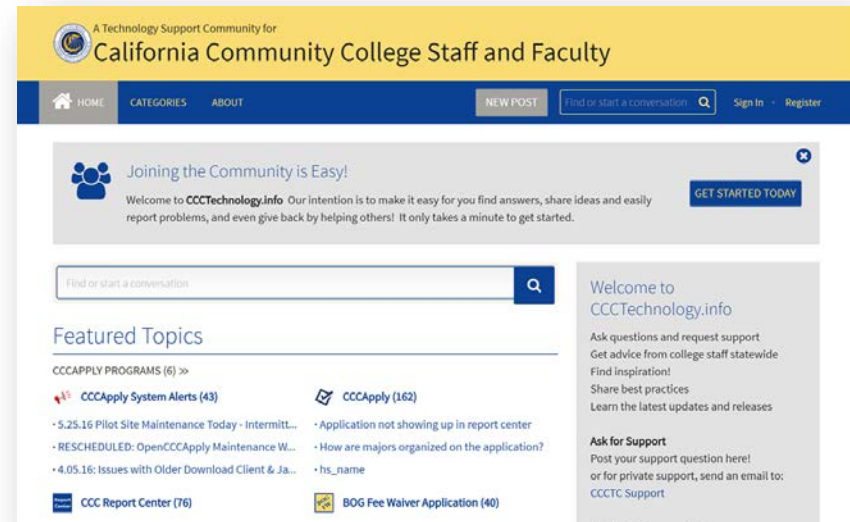 A Technology Support Community for
California Community College Staff and Faculty
HOME CATEGORIES ABOUT NEW POST Find or start a conversation Sign In · Register
Joining the Community is Easy!
Welcome to CCCTechnology.info Our intention is to make it easy for you find answers, share ideas and easily
report problems, and even give back by helping others! It only takes a minute to get started.
GET STARTED TODAY
Find or start a conversation
Featured Topics
CCCAPPLY PROGRAMS (6) »
CCCApply System Alerts (43)
· 5.25.16 Pilot Site Maintenance Today - Intermitt...
· RESCHEDULED: OpenCCCApply Maintenance W...
· 4.05.16: Issues with Older Download Client & Ja...
CCCApply (162)
· Application not showing up in report center
· How are majors organized on the application?
· hs_name
Report Center
CCC Report Center (76)
BOG Fee Waiver Application (40)
Welcome to
CCCTechnology.info
Ask questions and request support
Get advice from college staff statewide
Find inspiration!
Share best practices
Learn the latest updates and releases
Ask for Support
Post your support question here!
or for private support, send an email to:
CCCTC Support